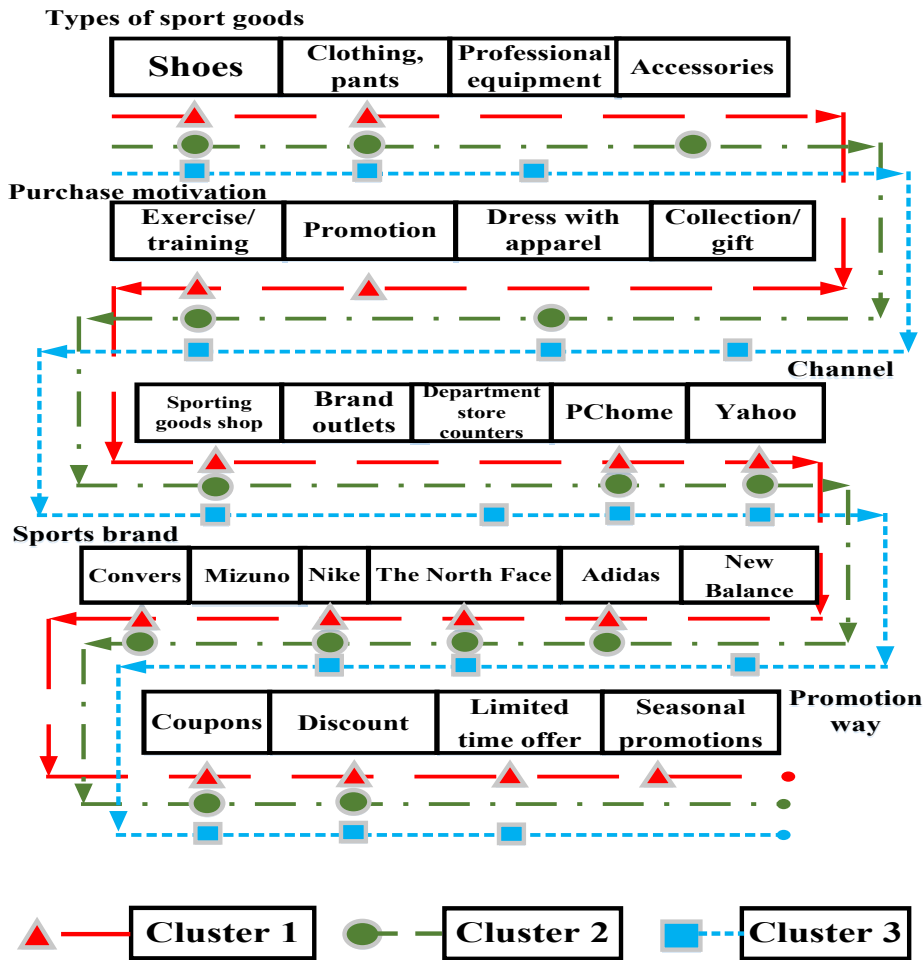 Types of sport goods
Shoes
Clothing,
pants
Professional
equipment
Accessories
Purchase motivation
Exercise/
training
Promotion
Dress with
apparel
Collection/
gift
Channel
Sporting
goods shop
Brand
outlets
Department
store
counters
PChome
Yahoo
Sports brand
Convers
Mizuno
Nike
The North Face
Adidas
New
Balance
Promotion
way
Coupons
Discount
Limited
time offer
Seasonal
promotions
Cluster 1
Cluster 2
Cluster 3